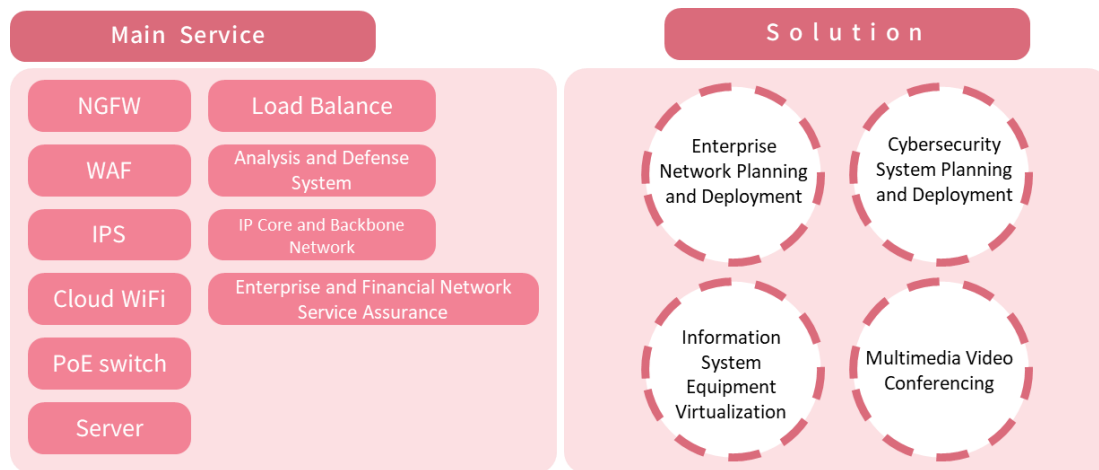 Main Service
NGFW
Load Balance
WAF
Analysis and Defense
System
IPS
IP Core and Backbone
Network
Cloud WiFi
Enterprise and Financial Network
Service Assurance
PoE switch
Server
Solution
Enterprise
Network Planning
and Deployment
Cybersecurity
System Planning
and Deployment
Information
System
Equipment
Virtualization
Multimedia Video
Conferencing